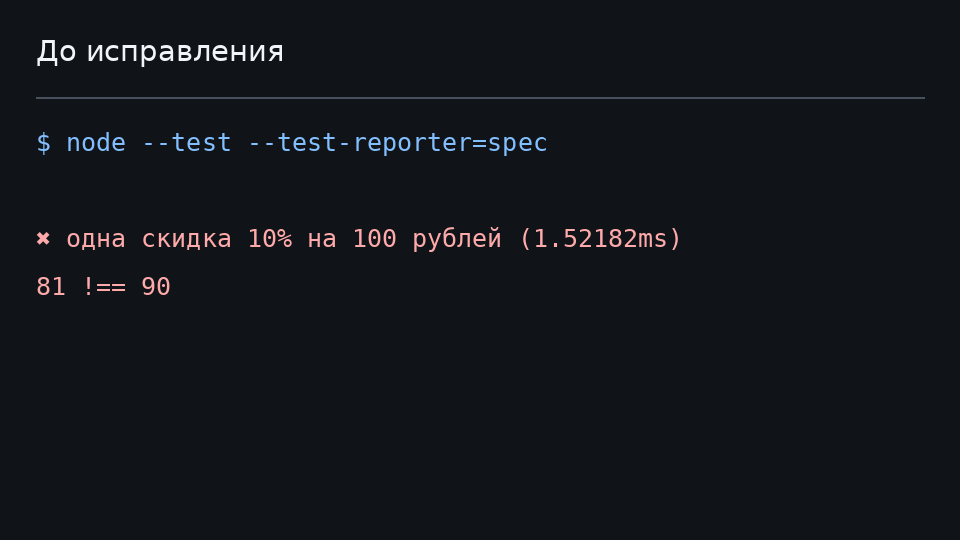 До исправления
$ node --test --test-reporter=spec
✖ одна скидка 10% на 100 рублей (1.52182ms)
81 !== 90